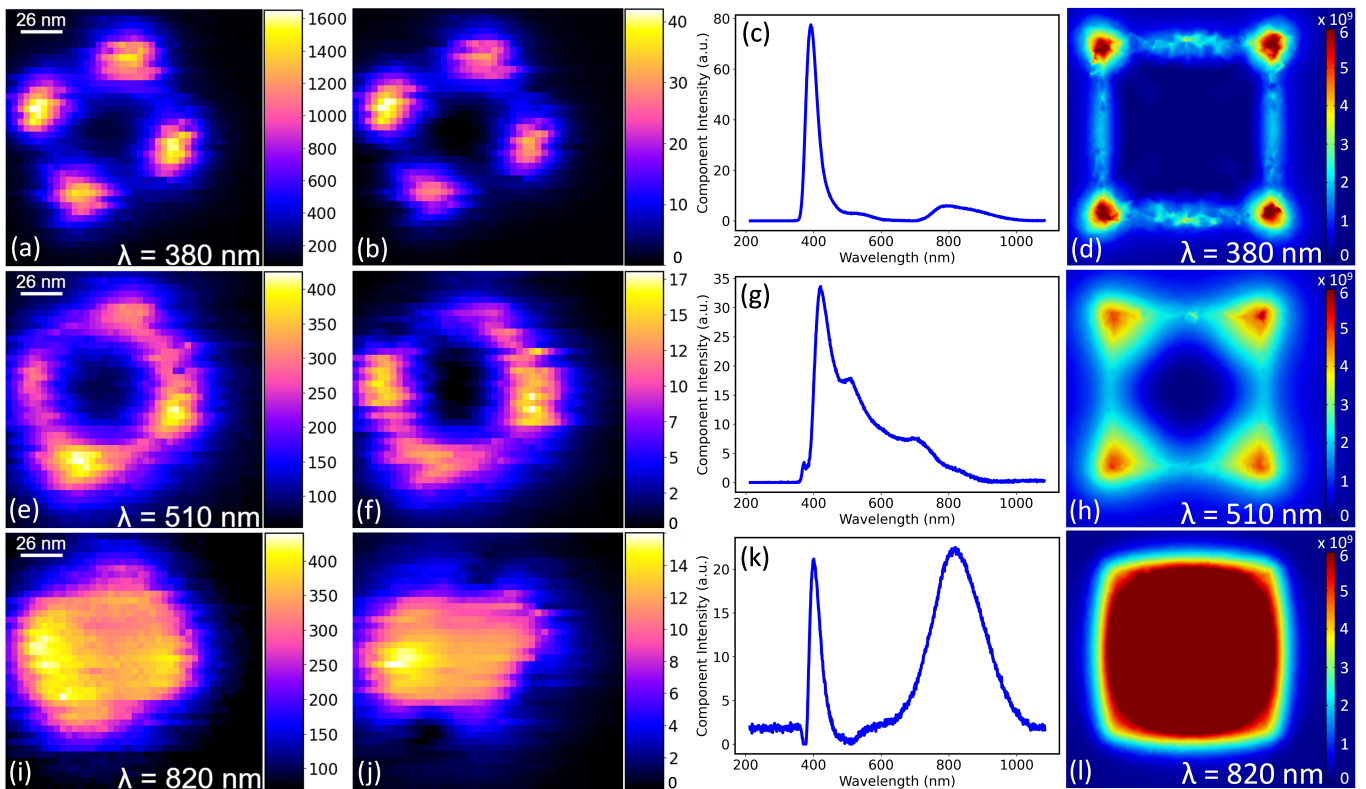 26 nm
1600
1400
1200
1000
800
600
400
200
(a)
λ = 380 nm
40
30
20
10
0
(b)
80
60
40
20
0
Component Intensity (a.u.)
(c)
200 400 600 800 1000
Wavelength (nm)
x 10⁹
6
5
4
3
2
1
0
(d)
λ = 380 nm
26 nm
400
350
300
250
200
150
100
(e)
λ = 510 nm
17
15
13
12
10
8
7
5
3
2
0
(f)
35
30
25
20
15
10
5
0
Component Intensity (a.u.)
(g)
200 400 600 800 1000
Wavelength (nm)
x 10⁹
6
5
4
3
2
1
0
(h)
λ = 510 nm
26 nm
400
350
300
250
200
150
100
(i)
λ = 820 nm
14
12
10
8
6
4
2
0
(j)
20
15
10
5
0
Component Intensity (a.u.)
(k)
200 400 600 800 1000
Wavelength (nm)
x 10⁹
6
5
4
3
2
1
0
(l)
λ = 820 nm